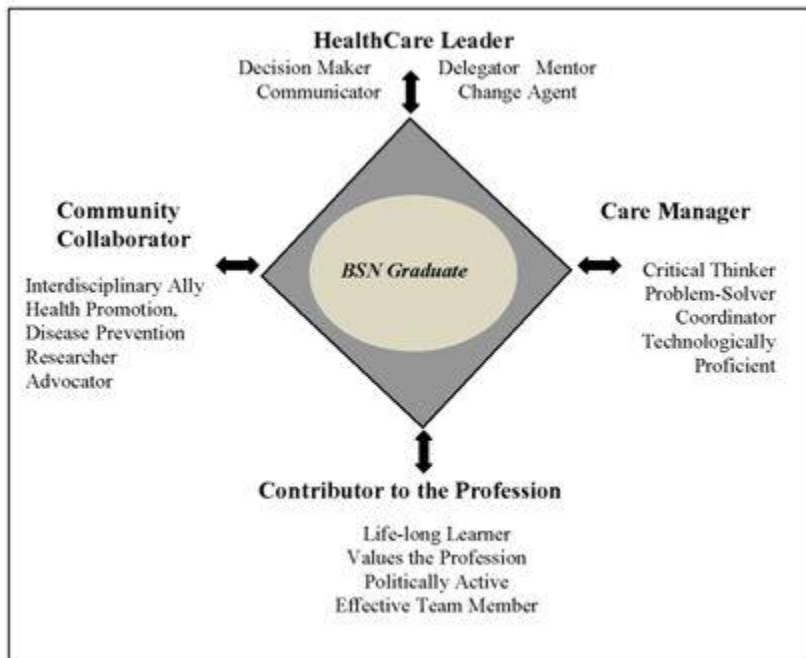 HealthCare Leader
Decision Maker Delegator Mentor
Communicator Change Agent
Community
Collaborator
Interdisciplinary Ally
Health Promotion,
Disease Prevention
Researcher
Advocator
BSN Graduate
Care Manager
Critical Thinker
Problem-Solver
Coordinator
Technologically
Proficient
Contributor to the Profession
Life-long Learner
Values the Profession
Politically Active
Effective Team Member